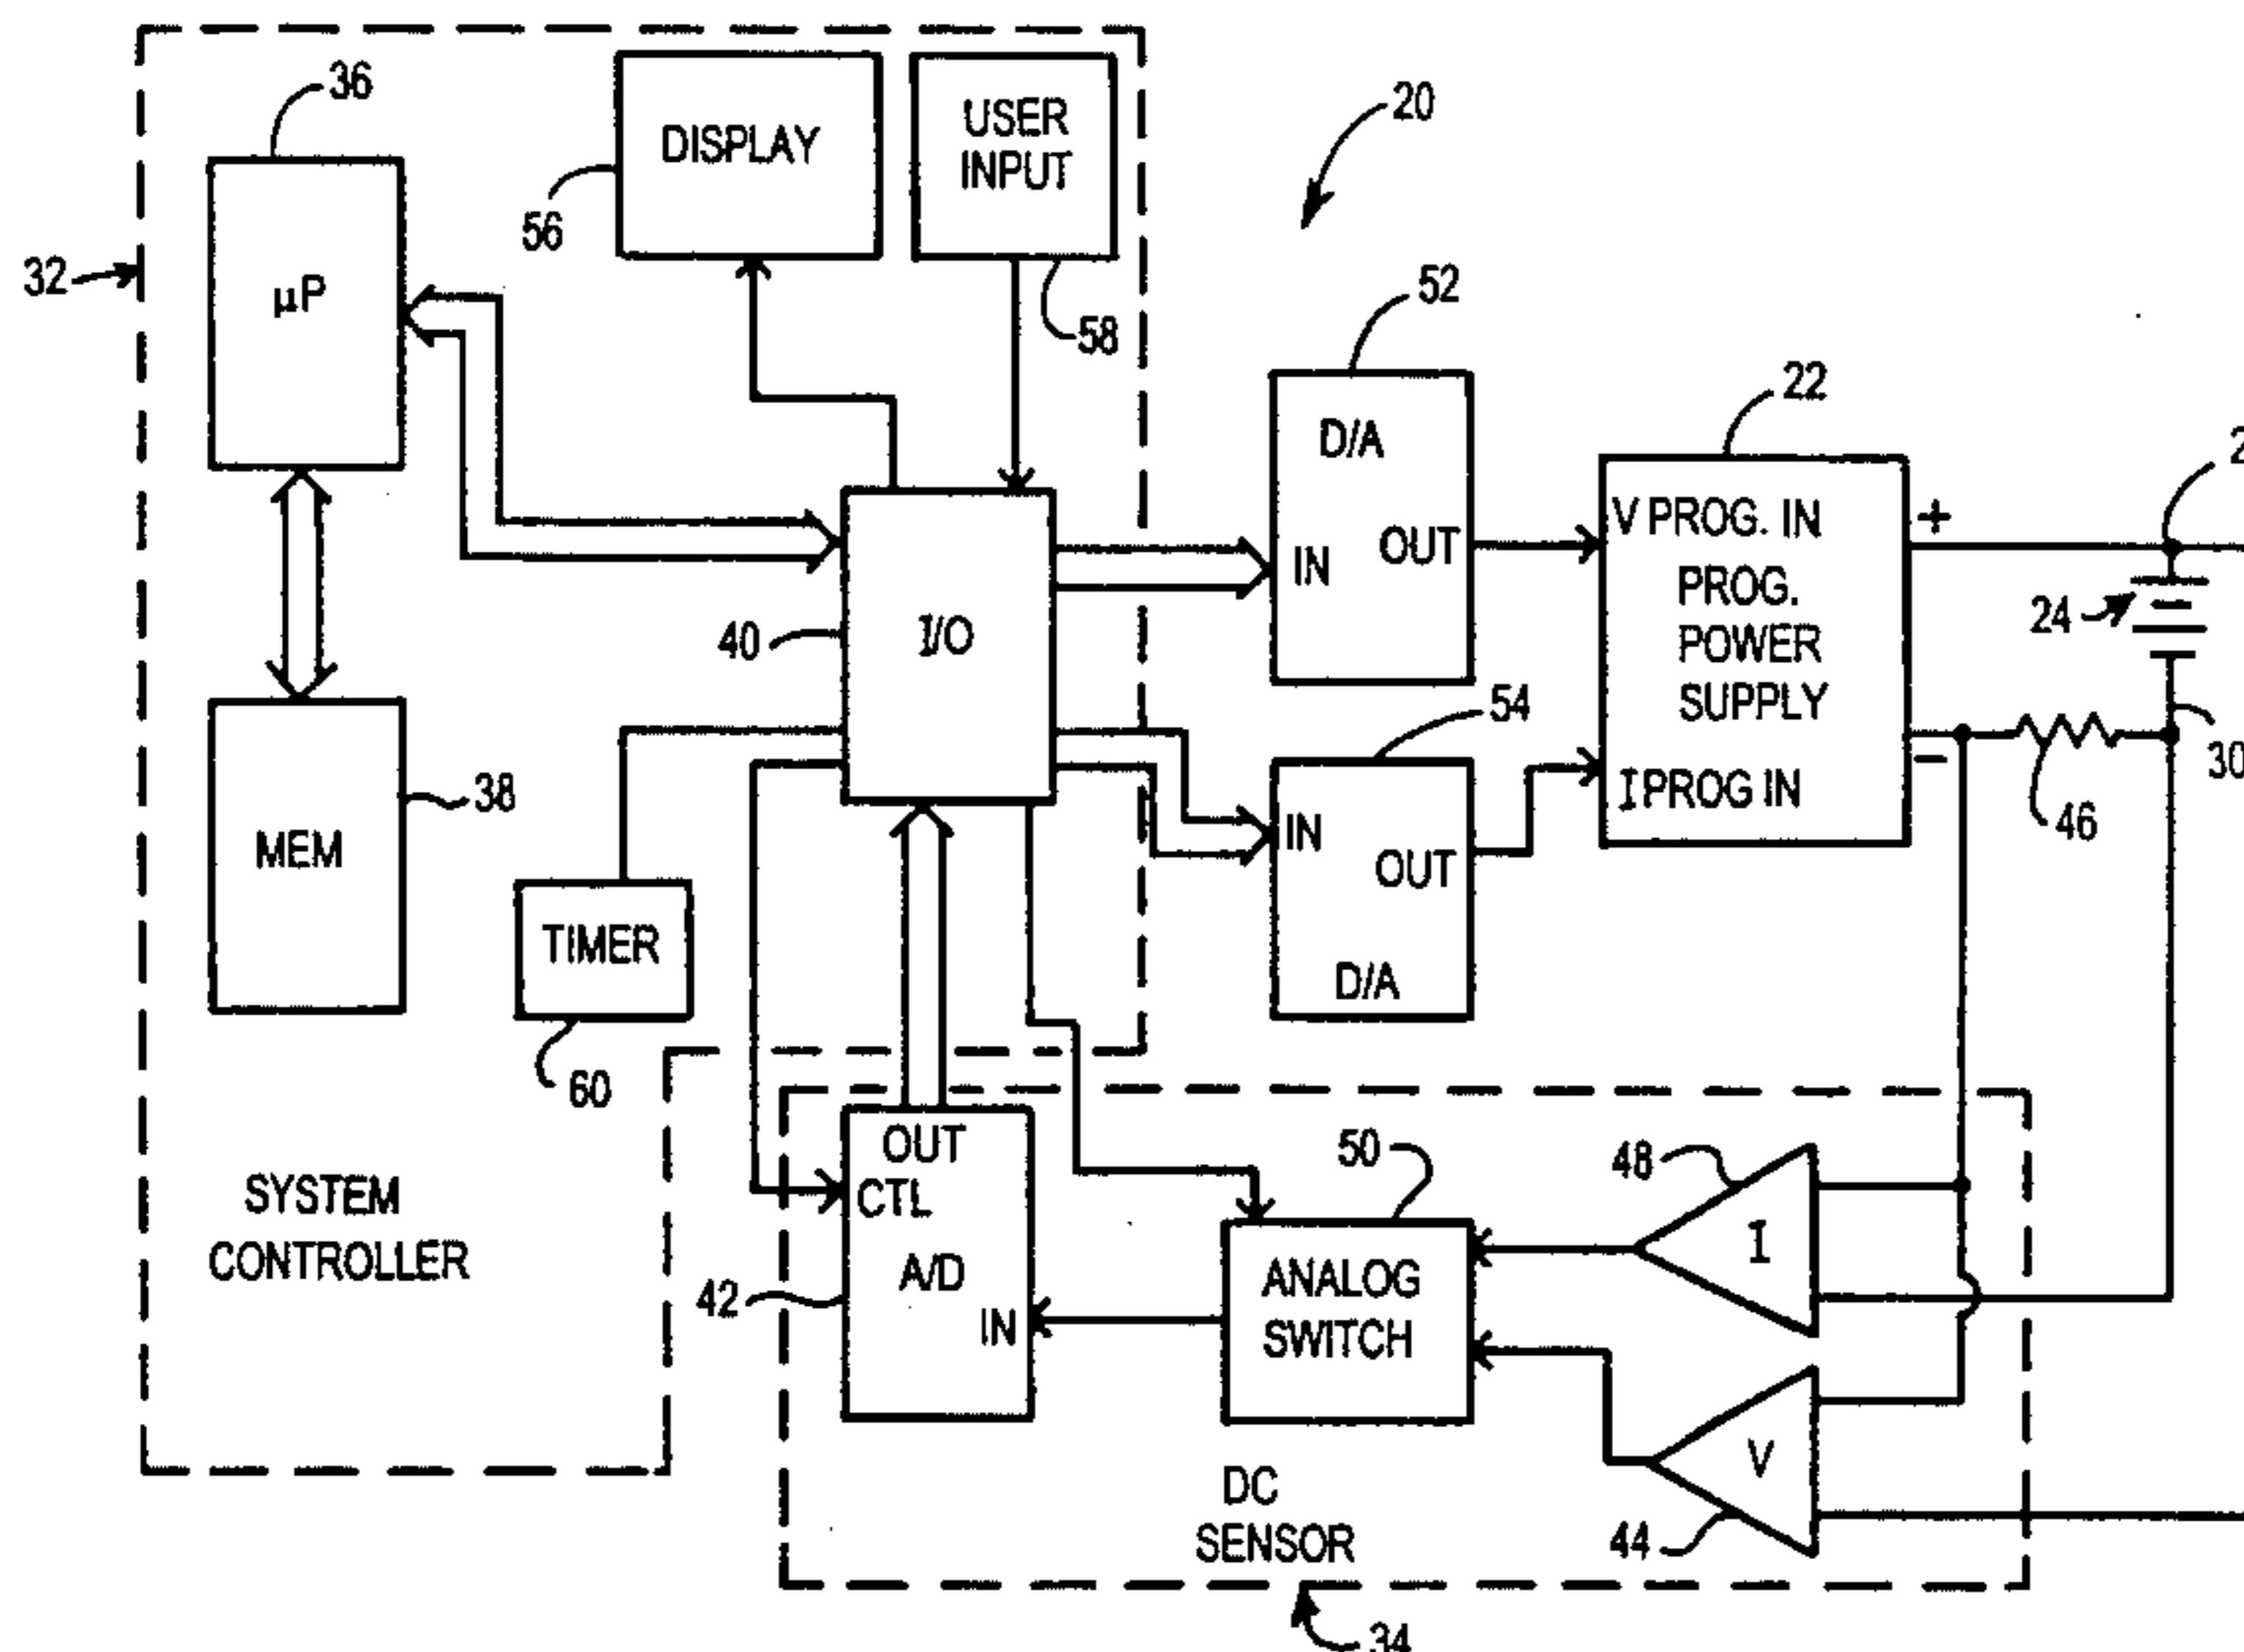 36
DISPLAY
USER
INPUT
20
56
32
µP
58
52
22
D/A
V PROG. IN
+
OUT
IN
PROG.
24
I/O
40
POWER
54
SUPPLY
–
30
38
IN
I PROG IN
46
MEM
OUT
TIMER
D/A
60
OUT
50
48
SYSTEM
CTL
I
CONTROLLER
A/D
ANALOG
42
IN
SWITCH
V
DC
SENSOR
44
34